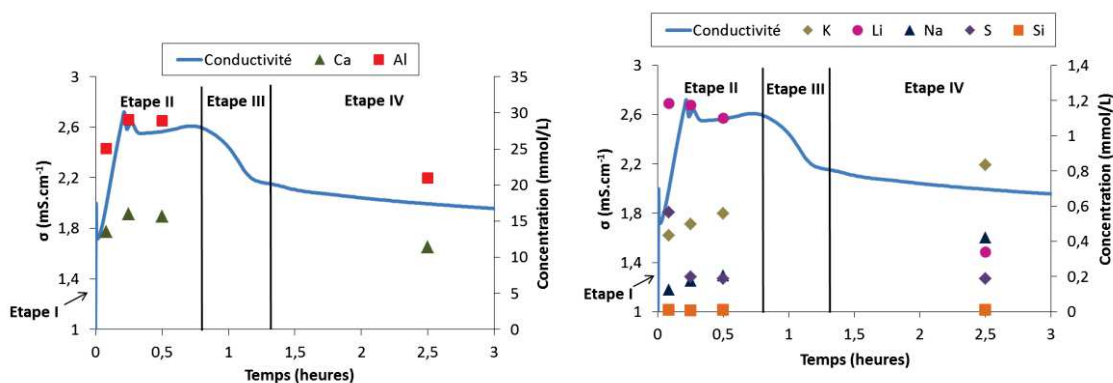 Conductivité Ca Al
Etape II Etape III Etape IV
Etape I
σ (mS.cm⁻¹)
3
2,6
2,2
1,8
1,4
1
35
30
25
20
15
10
5
0
Concentration (mmol/L)
0 0,5 1 1,5 2 2,5 3
Temps (heures)
Conductivité K Li Na S Si
Etape II Etape III Etape IV
Etape I
σ (mS.cm⁻¹)
3
2,6
2,2
1,8
1,4
1
1,4
1,2
1
0,8
0,6
0,4
0,2
0
Concentration (mmol/L)
0 0,5 1 1,5 2 2,5 3
Temps (heures)